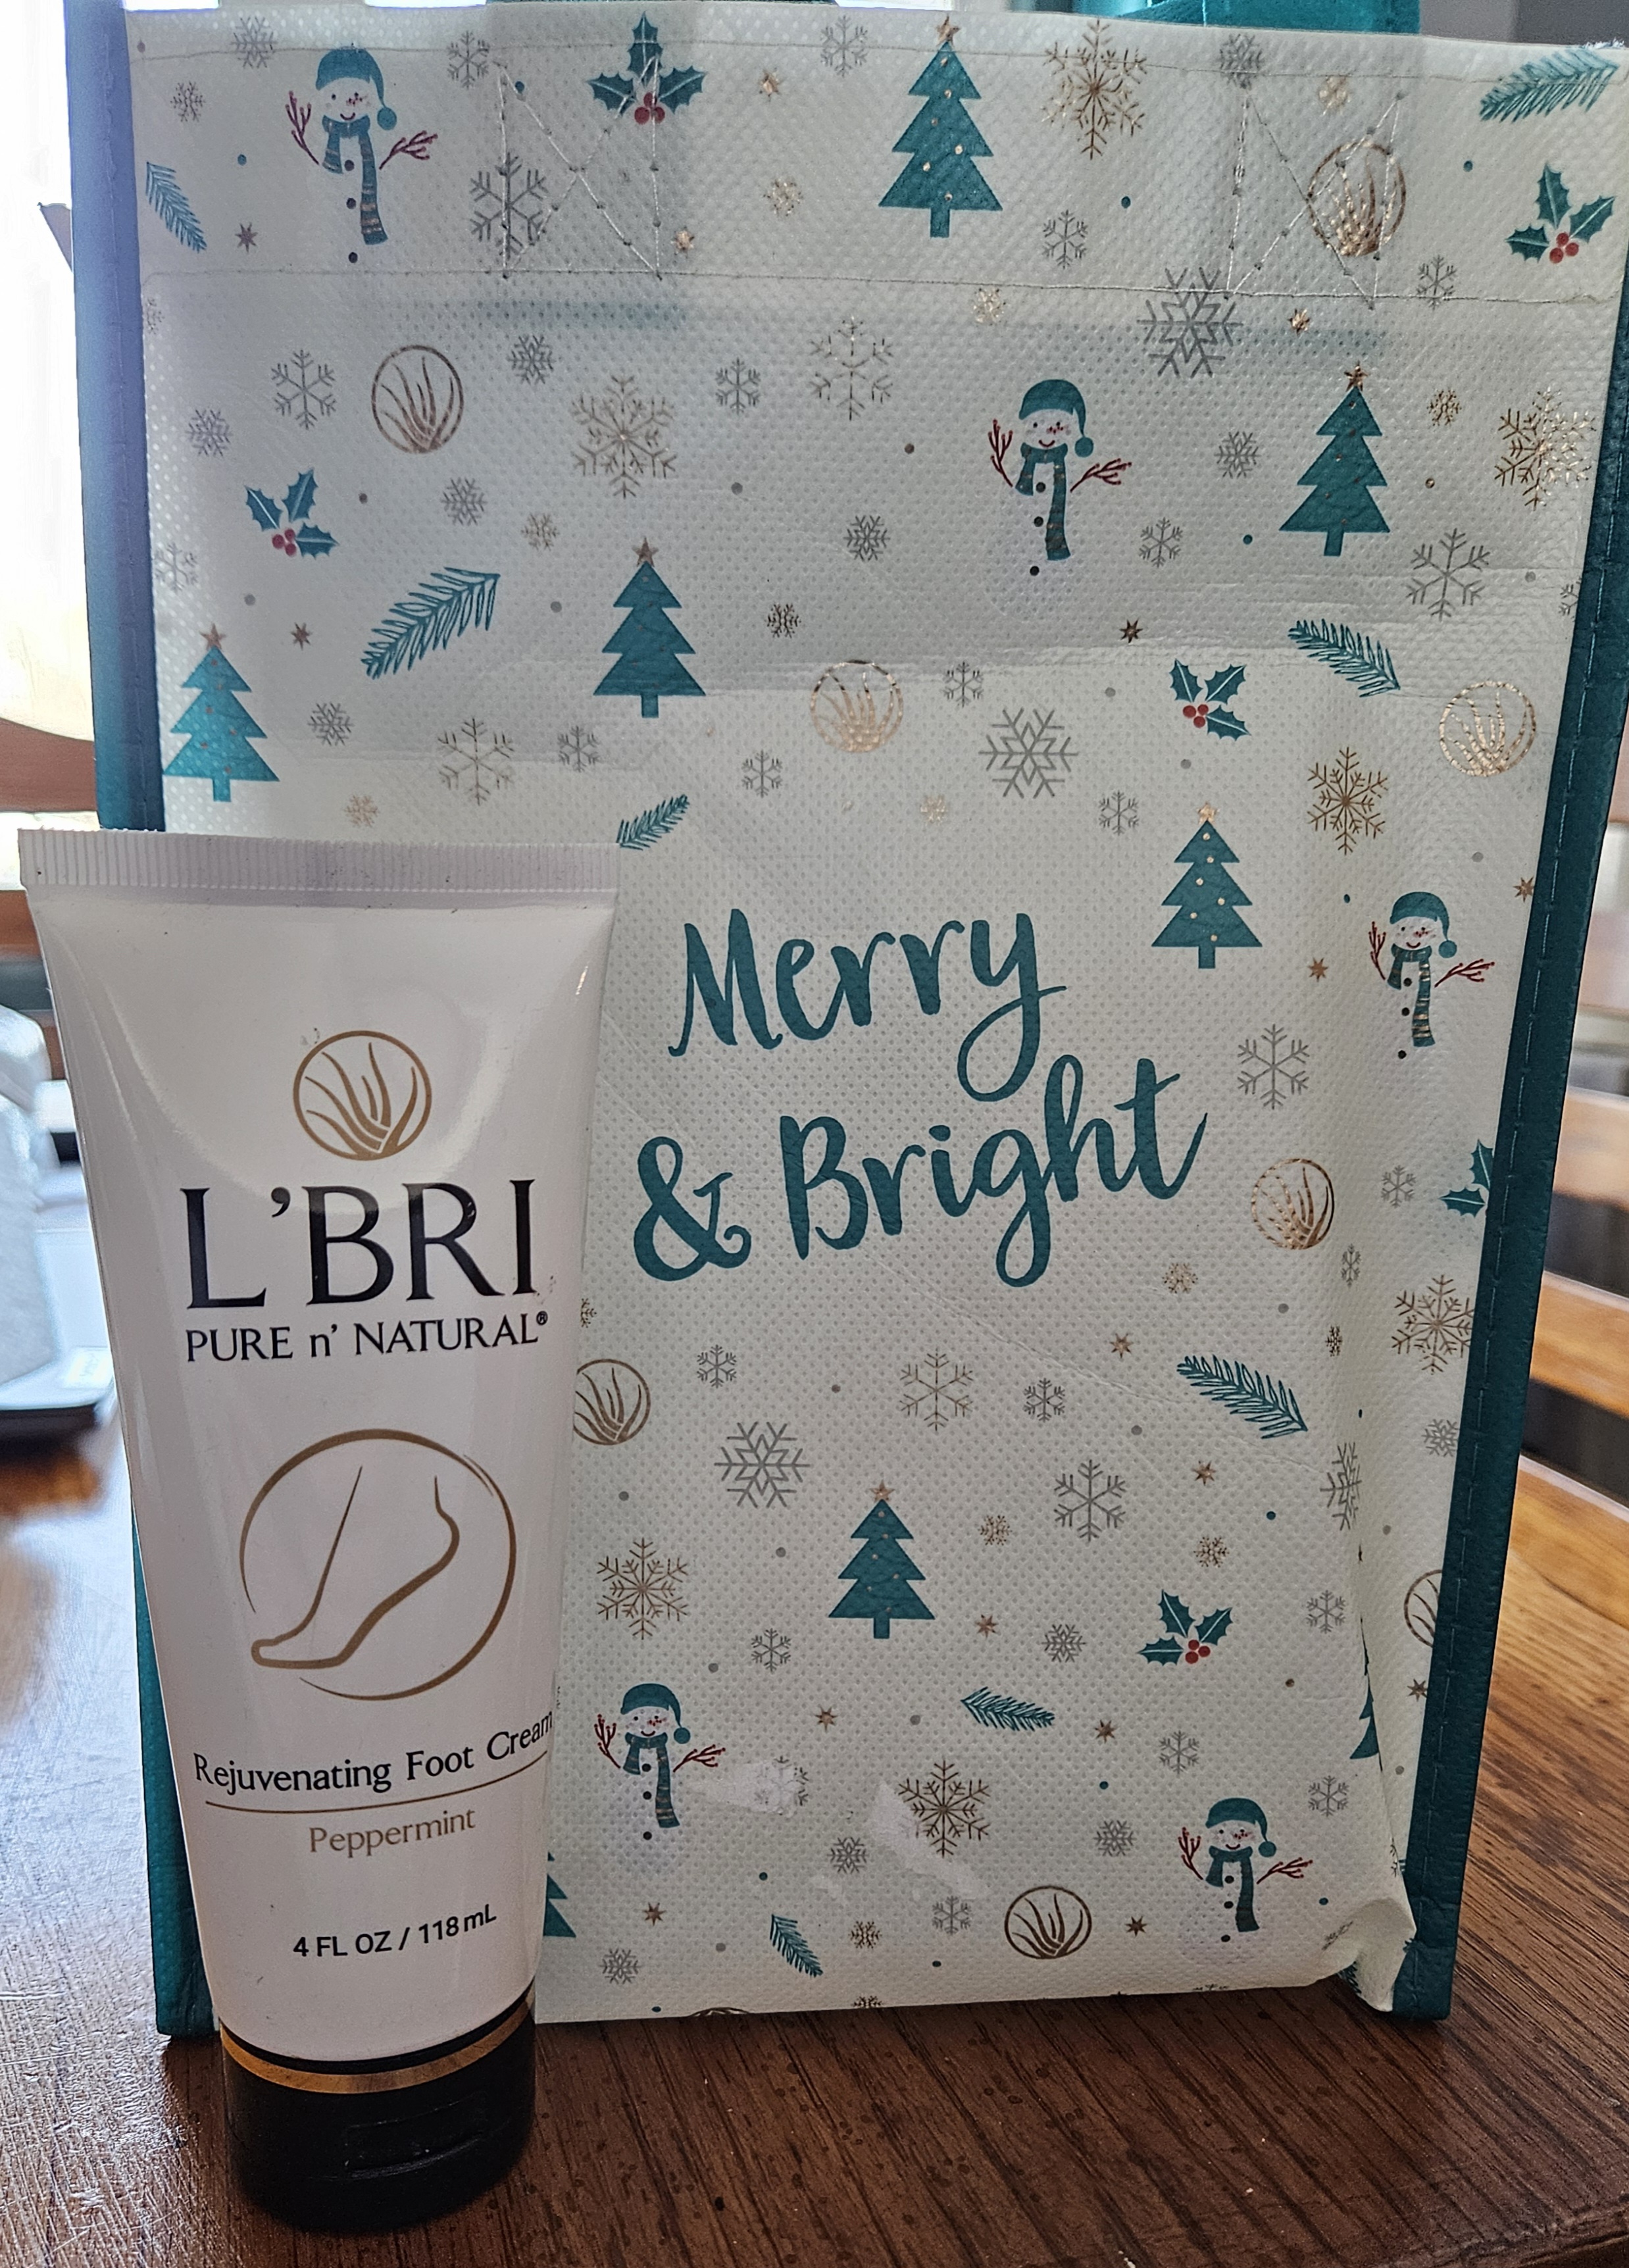 Merry
& Bright
L'BRI
PURE n' NATURAL®
Rejuvenating Foot Cream
Peppermint
4 FL OZ / 118 mL